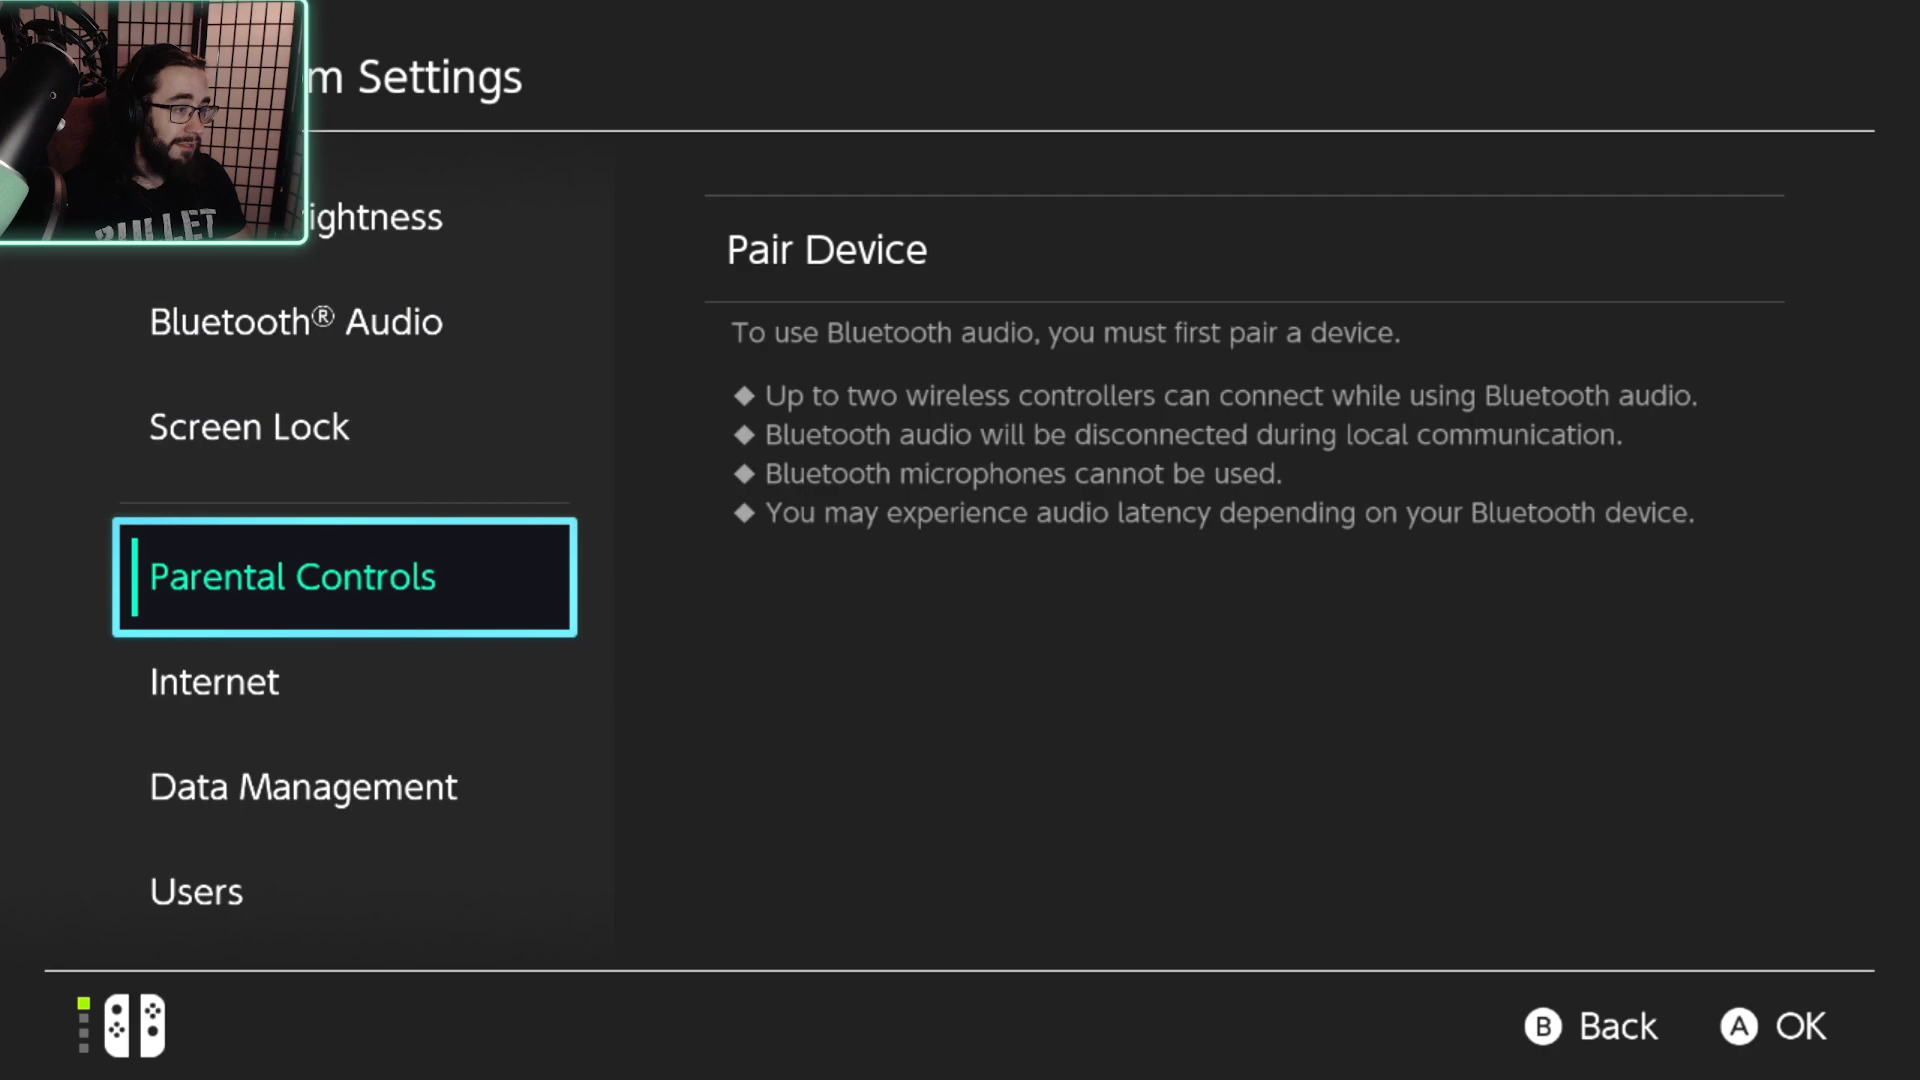 m Settings
ightness
Bluetooth® Audio
Screen Lock
Parental Controls
Internet
Data Management
Users
Pair Device
To use Bluetooth audio, you must first pair a device.
◆ Up to two wireless controllers can connect while using Bluetooth audio.
◆ Bluetooth audio will be disconnected during local communication.
◆ Bluetooth microphones cannot be used.
◆ You may experience audio latency depending on your Bluetooth device.
BULLET
B Back
A OK